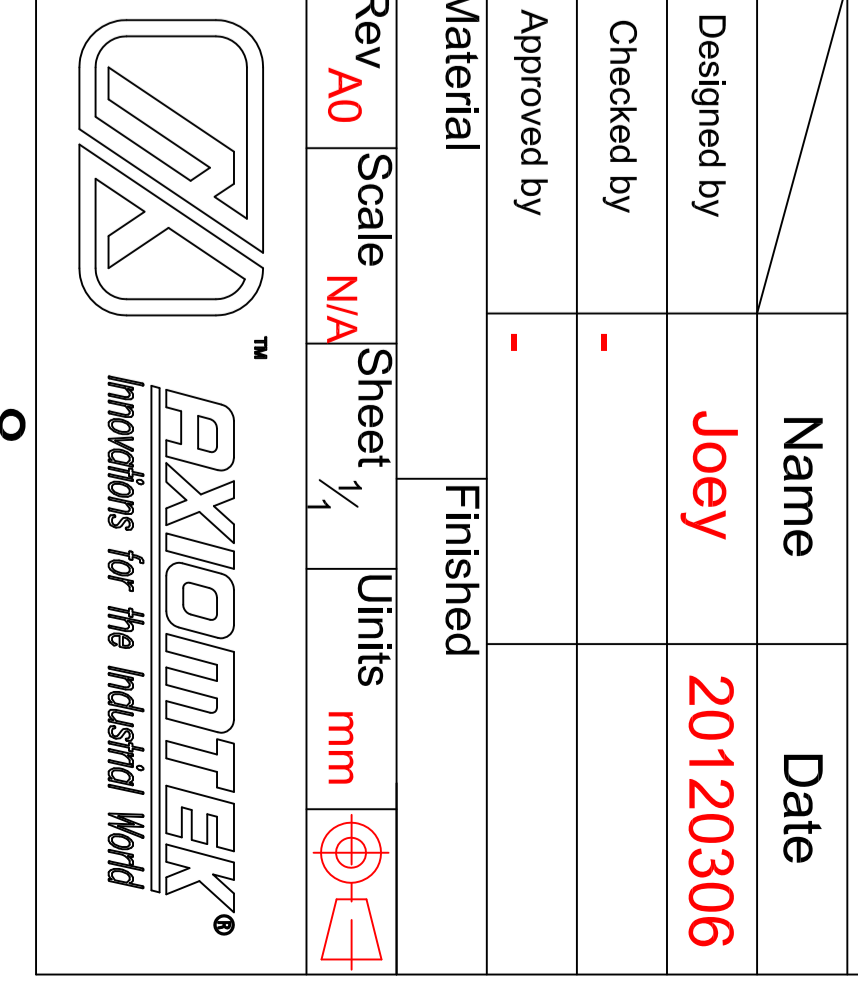 Name Date
Designed by Joey 20120306
Checked by -
Approved by -
Material Finished
Rev A0 Scale N/A Sheet 1/1 Uinits mm
™
AXIOMTEK®
Innovations for the Industrial World